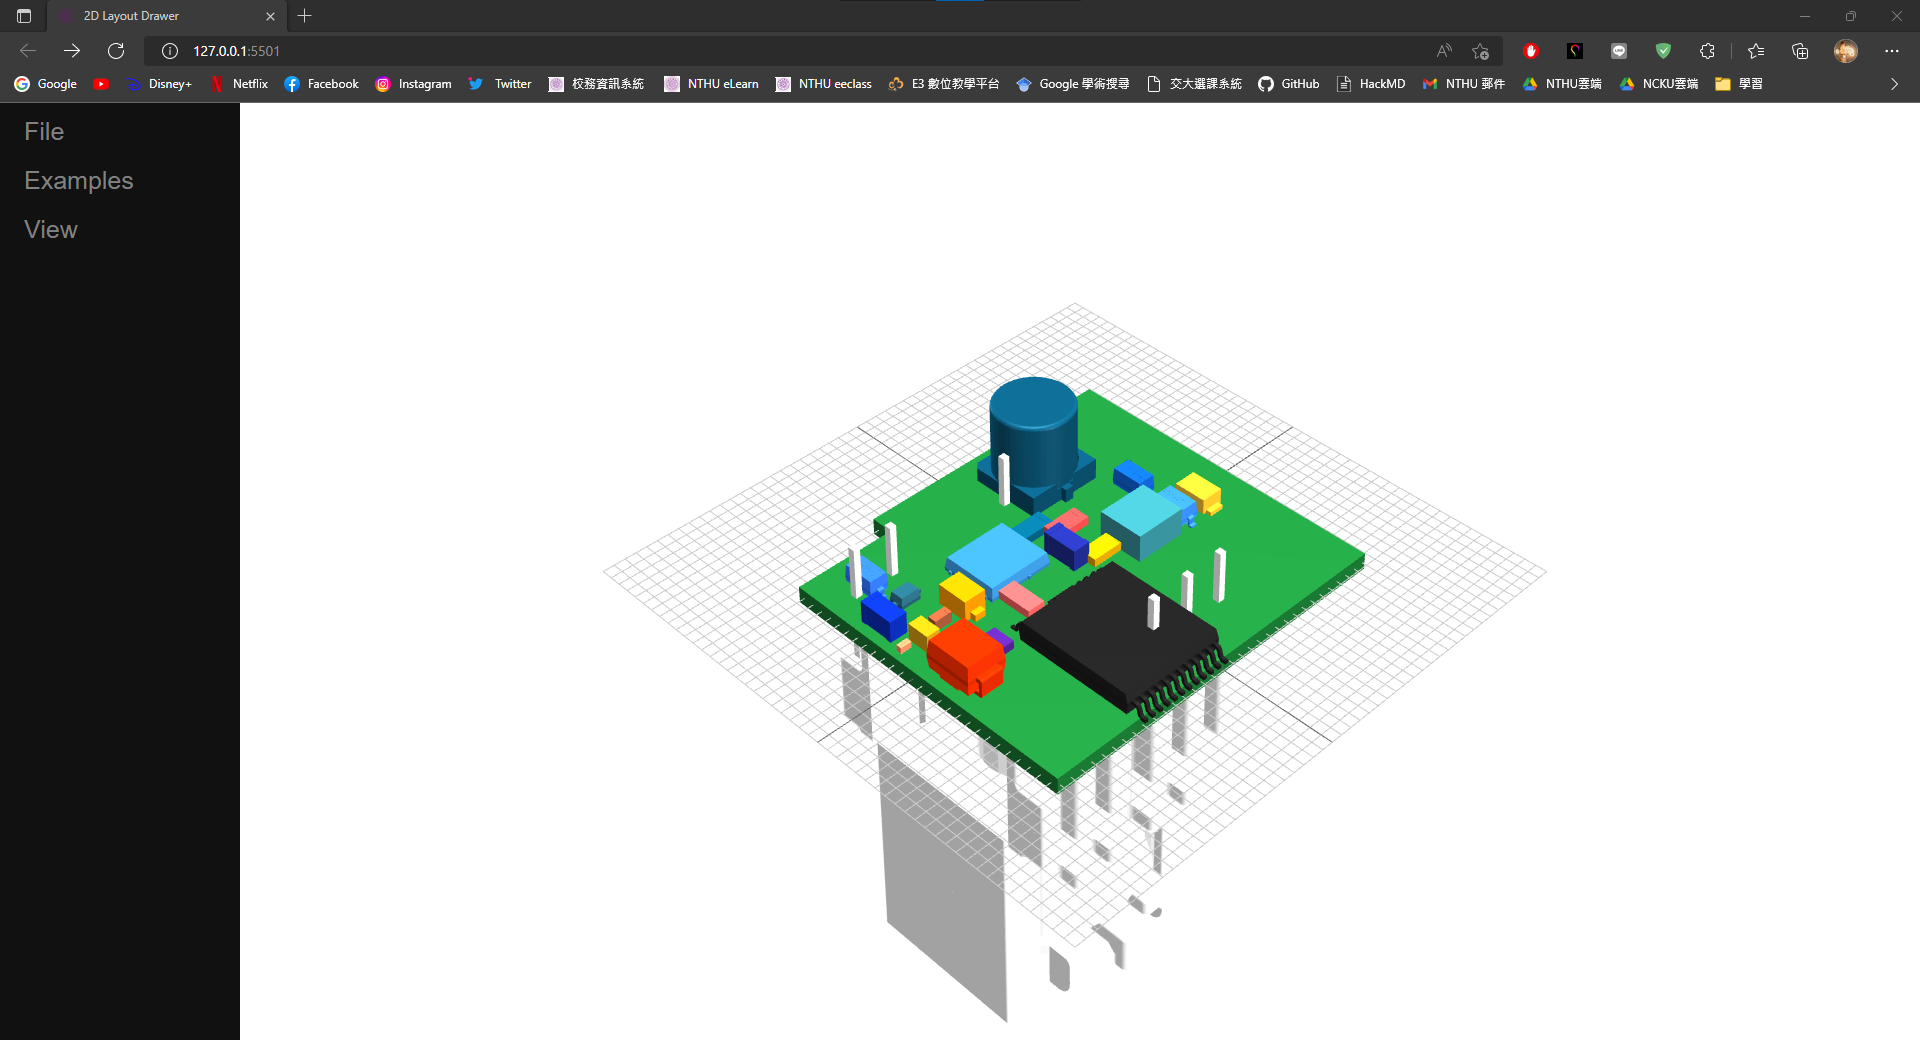 2D Layout Drawer
127.0.0.1:5501
Google Disney+ Netflix Facebook Instagram Twitter 校務資訊系統 NTHU eLearn NTHU eeclass E3 數位教學平台 Google 學術搜尋 交大選課系統 GitHub HackMD NTHU 郵件 NTHU雲端 NCKU雲端 學習
File
Examples
View